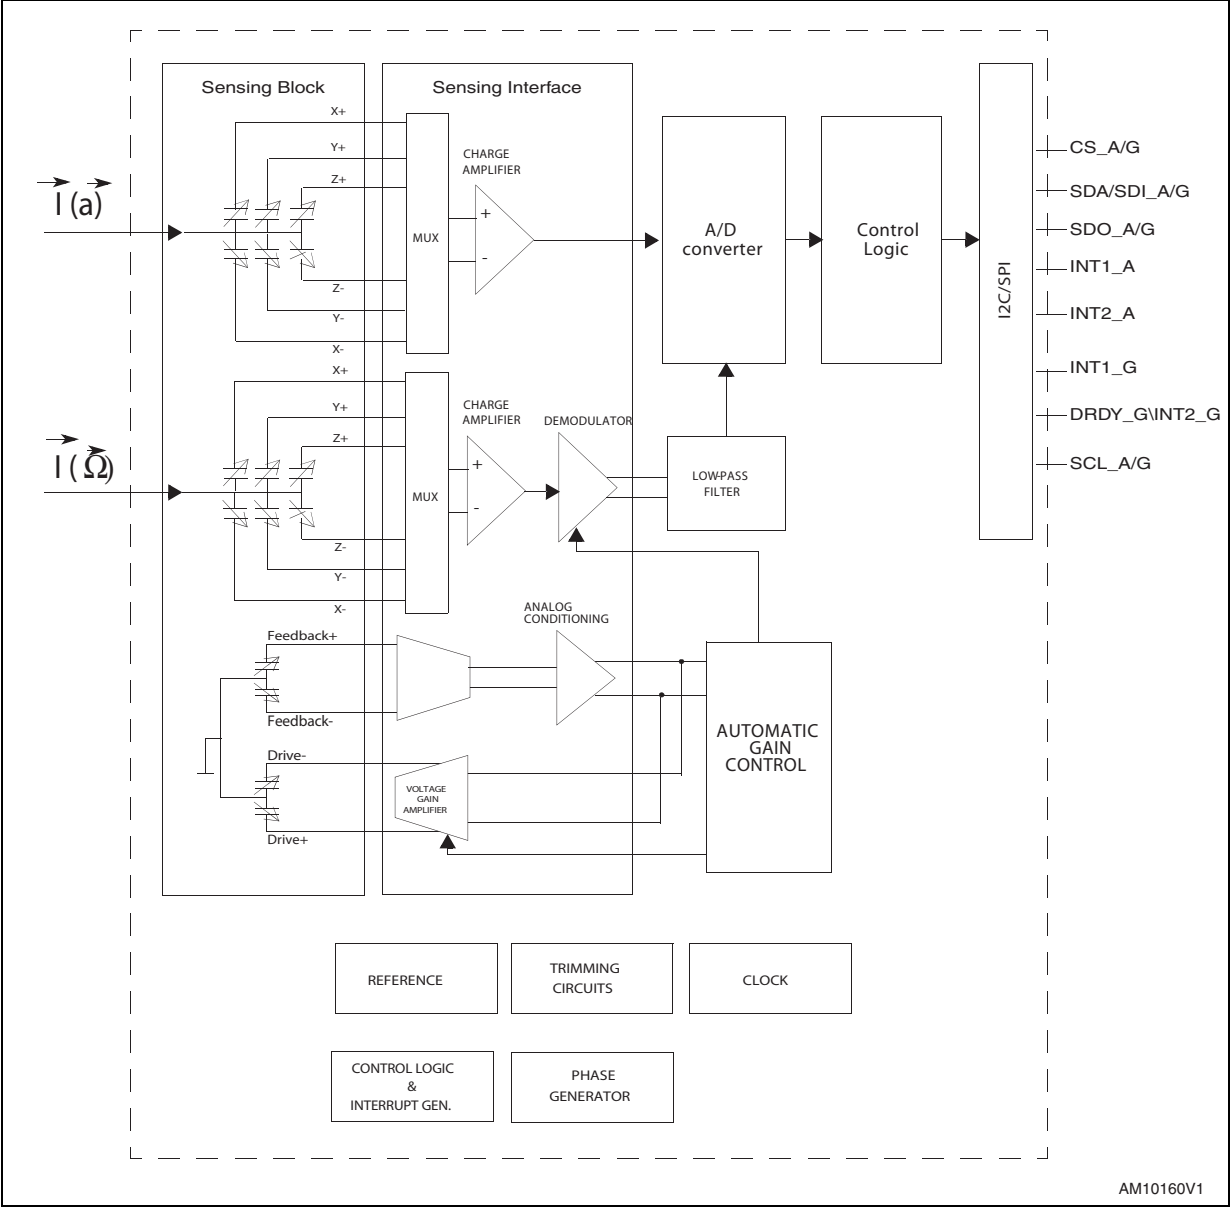 Sensing Block
Sensing Interface
X+
Y+
Z+
I (a)
MUX
CHARGE
AMPLIFIER
+
-
Z-
Y-
X-
A/D
converter
Control
Logic
I2C/SPI
CS_A/G
SDA/SDI_A/G
SDO_A/G
INT1_A
INT2_A
INT1_G
DRDY_G\INT2_G
SCL_A/G
X+
Y+
Z+
I (Ω)
MUX
CHARGE
AMPLIFIER
+
-
DEMODULATOR
LOW-PASS
FILTER
Z-
Y-
X-
ANALOG
CONDITIONING
Feedback+
Feedback-
Drive-
VOLTAGE
GAIN
AMPLIFIER
Drive+
AUTOMATIC
GAIN
CONTROL
REFERENCE
TRIMMING
CIRCUITS
CLOCK
CONTROL LOGIC
&
INTERRUPT GEN.
PHASE
GENERATOR
AM10160V1